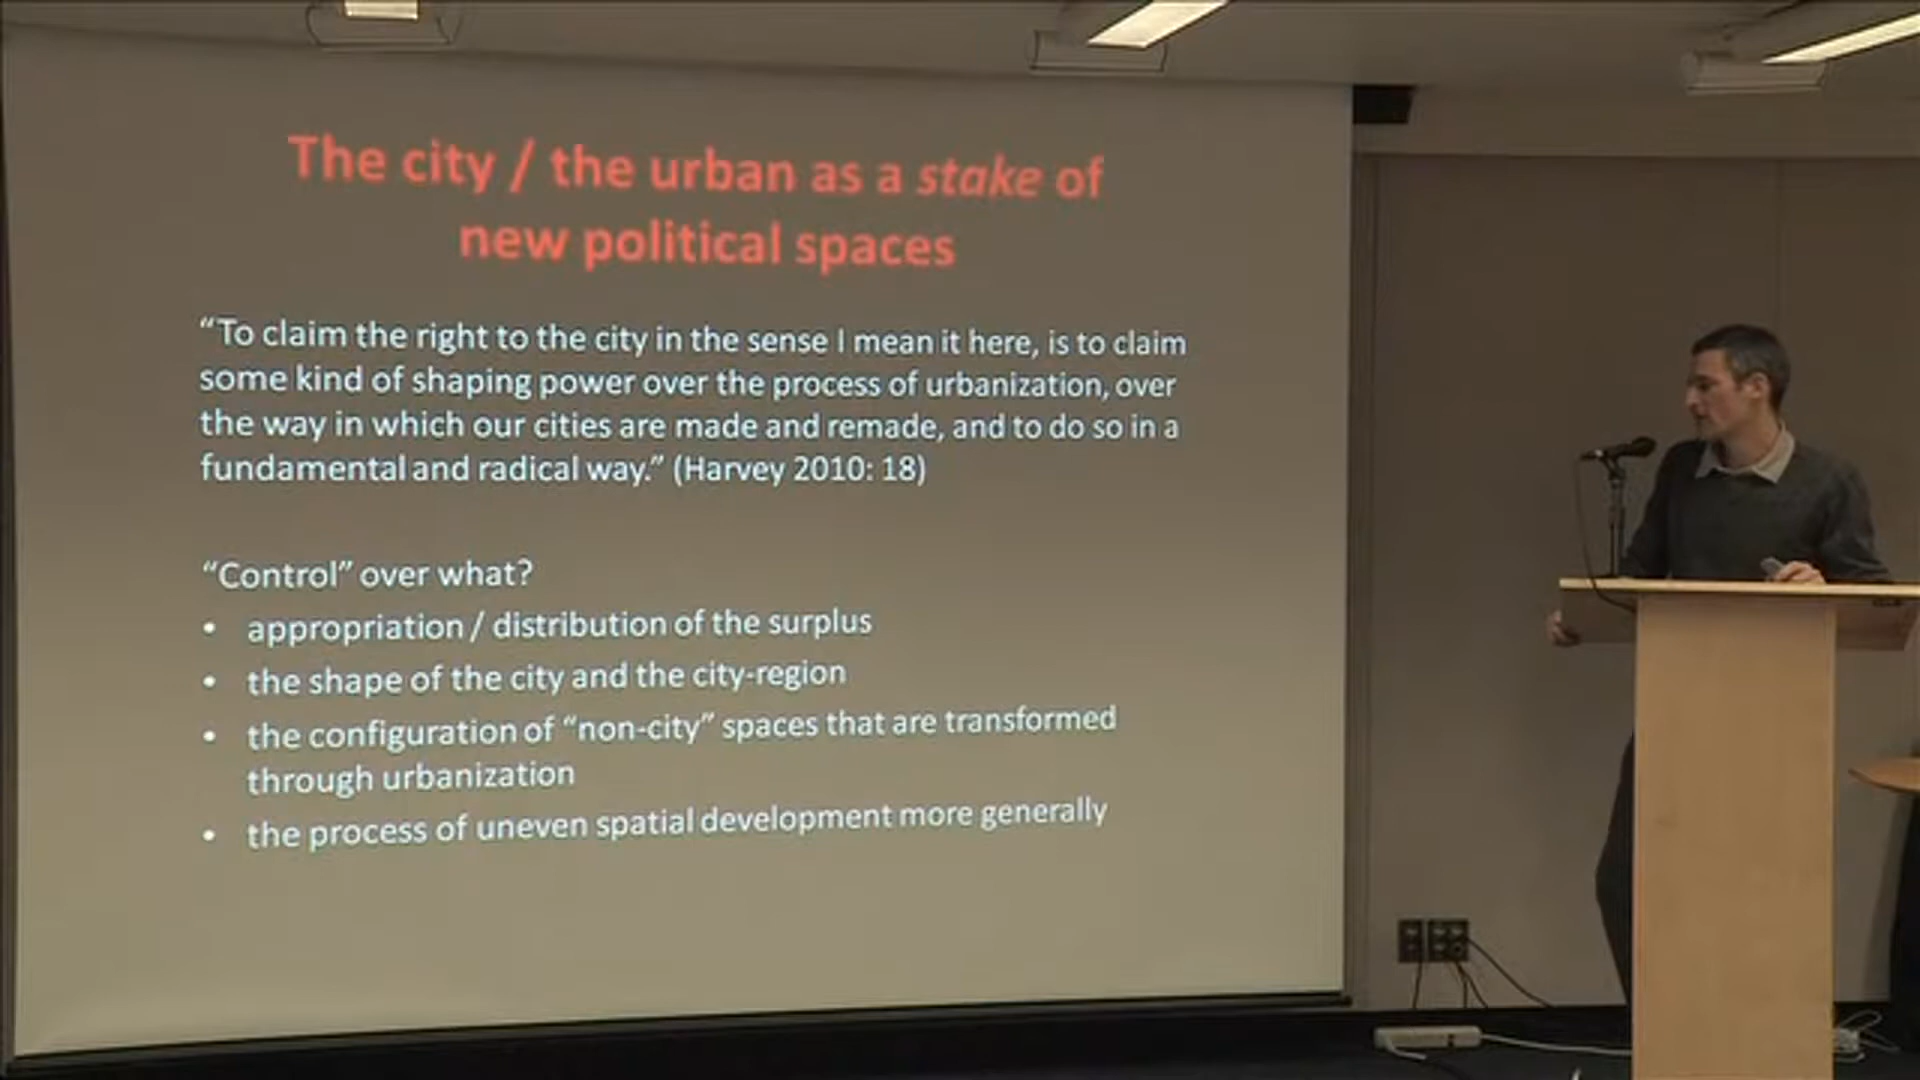 The city / the urban as a stake of
new political spaces
“To claim the right to the city in the sense I mean it here, is to claim
some kind of shaping power over the process of urbanization, over
the way in which our cities are made and remade, and to do so in a
fundamental and radical way.” (Harvey 2010: 18)
“Control” over what?
• appropriation / distribution of the surplus
• the shape of the city and the city-region
• the configuration of “non-city” spaces that are transformed
through urbanization
• the process of uneven spatial development more generally